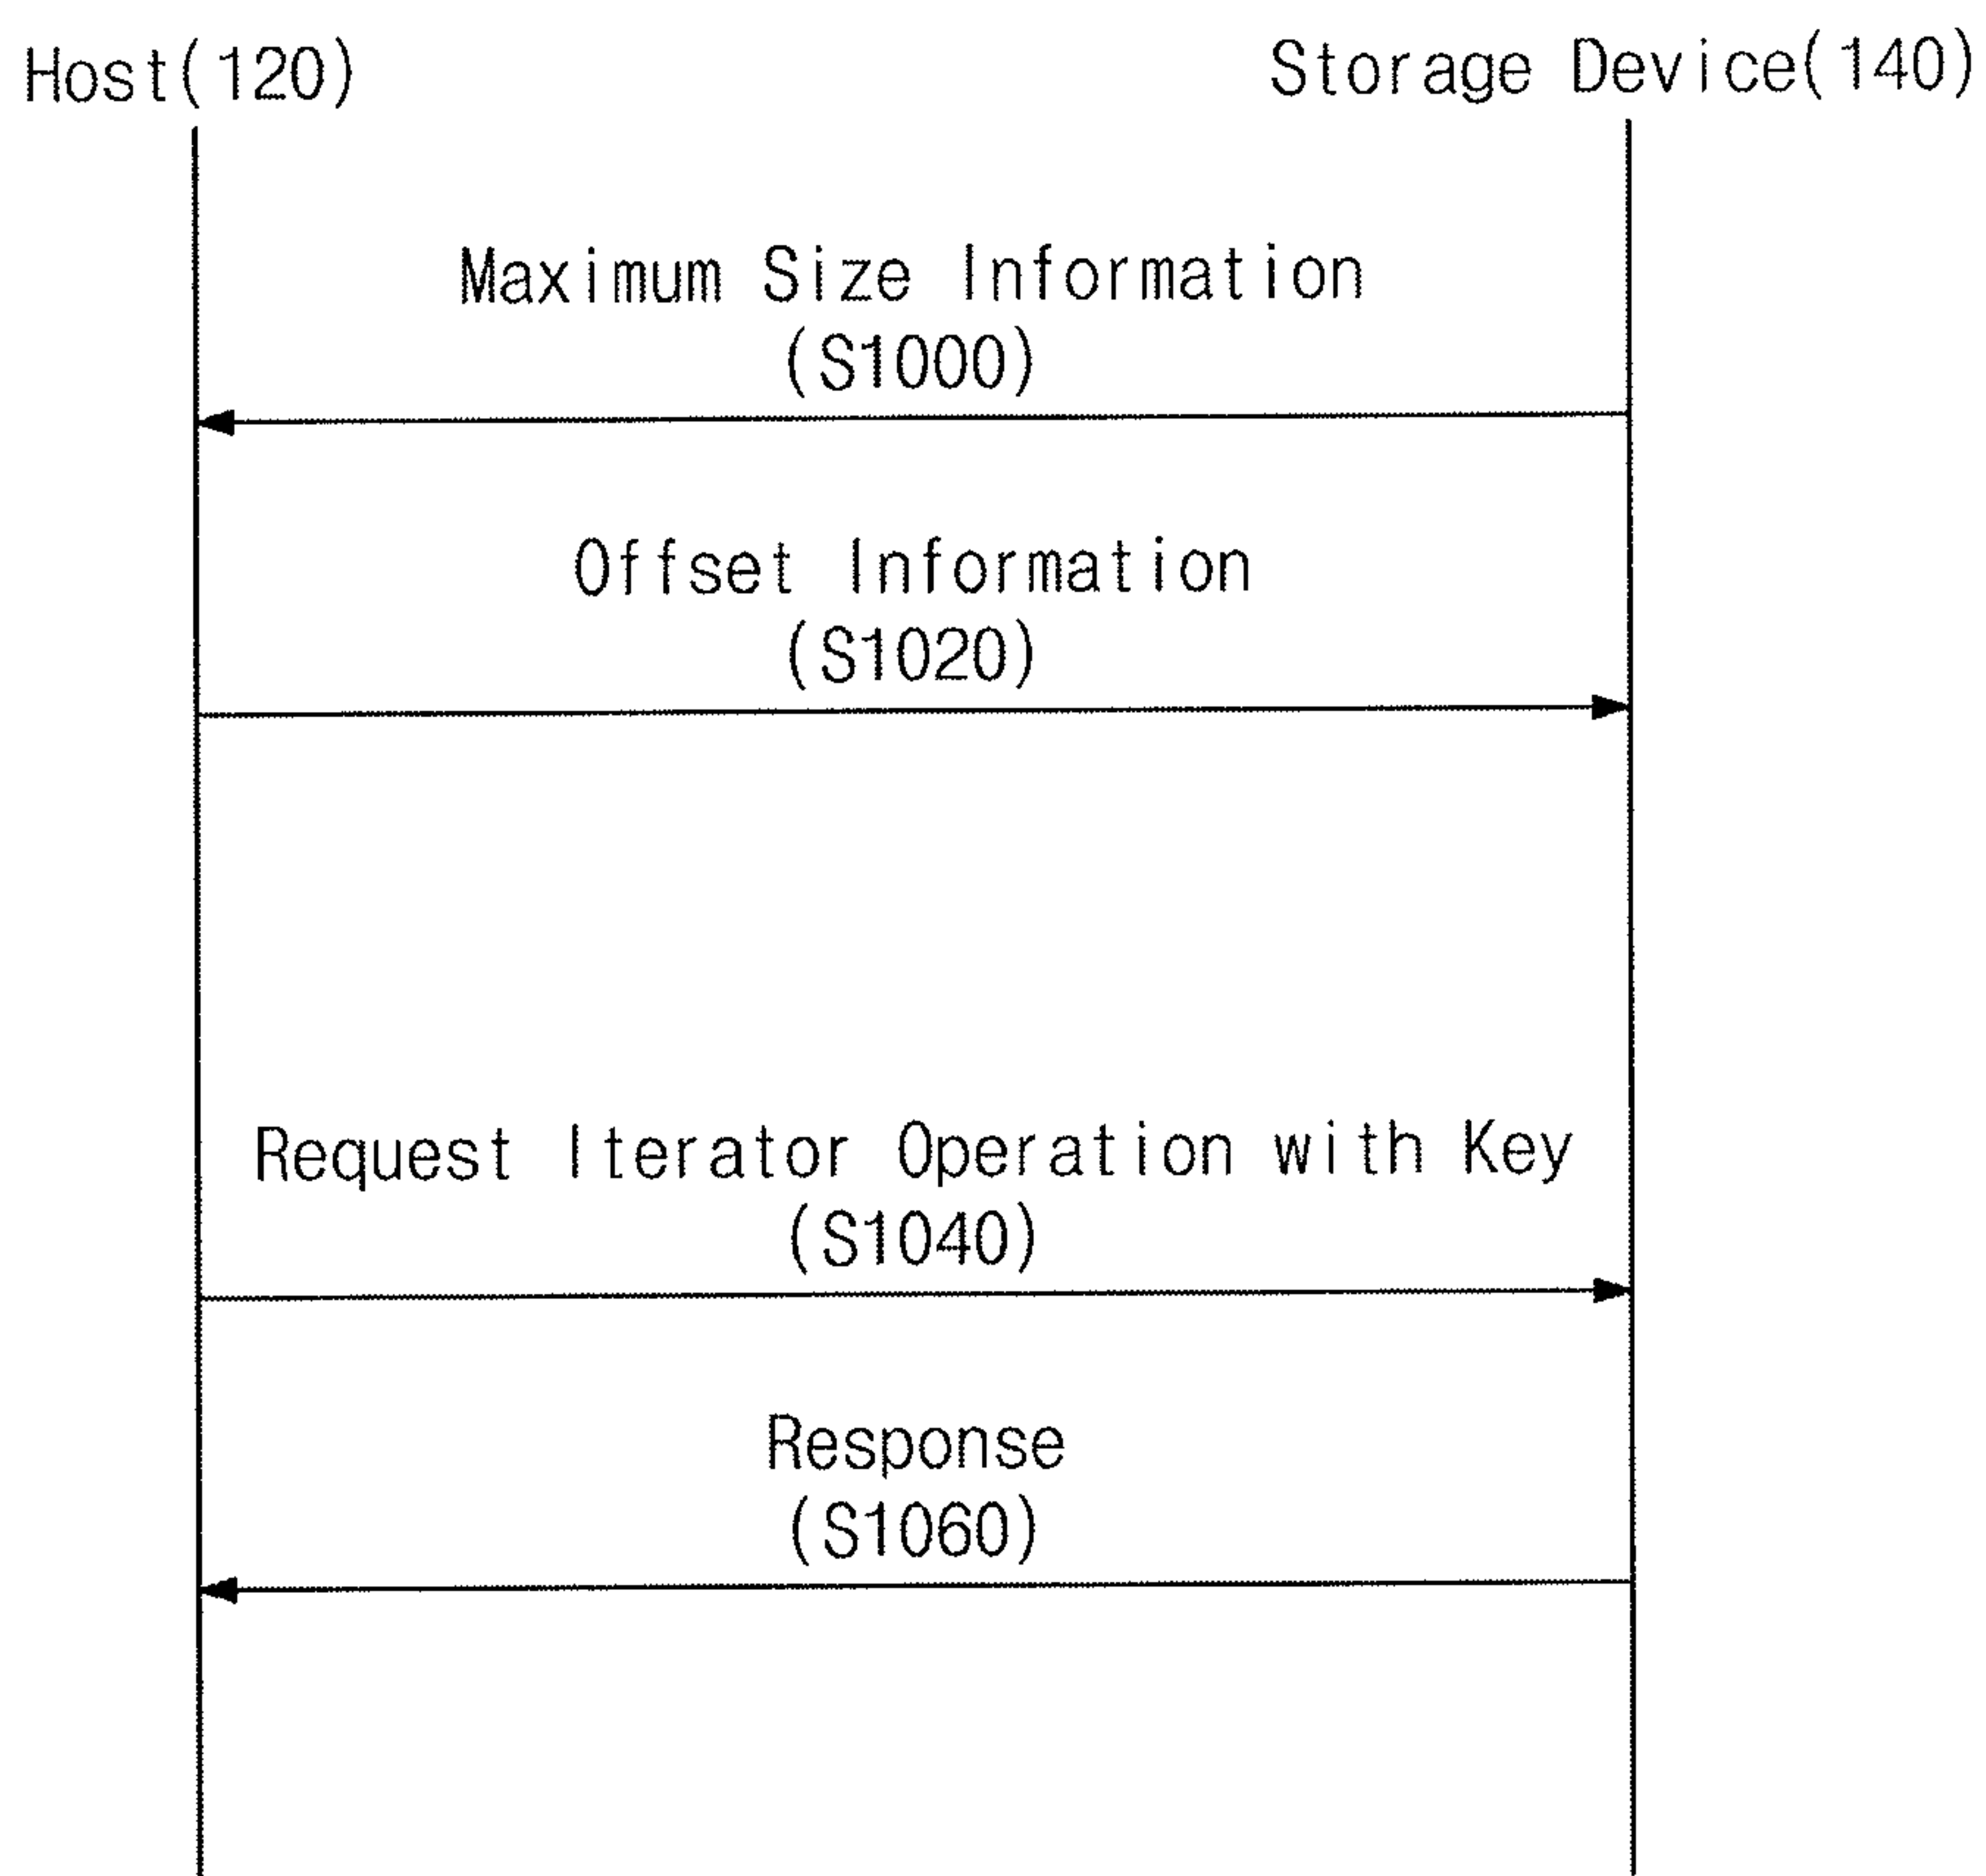 Host(120)
Storage Device(140)
Maximum Size Information
(S1000)
Offset Information
(S1020)
Request Iterator Operation with Key
(S1040)
Response
(S1060)